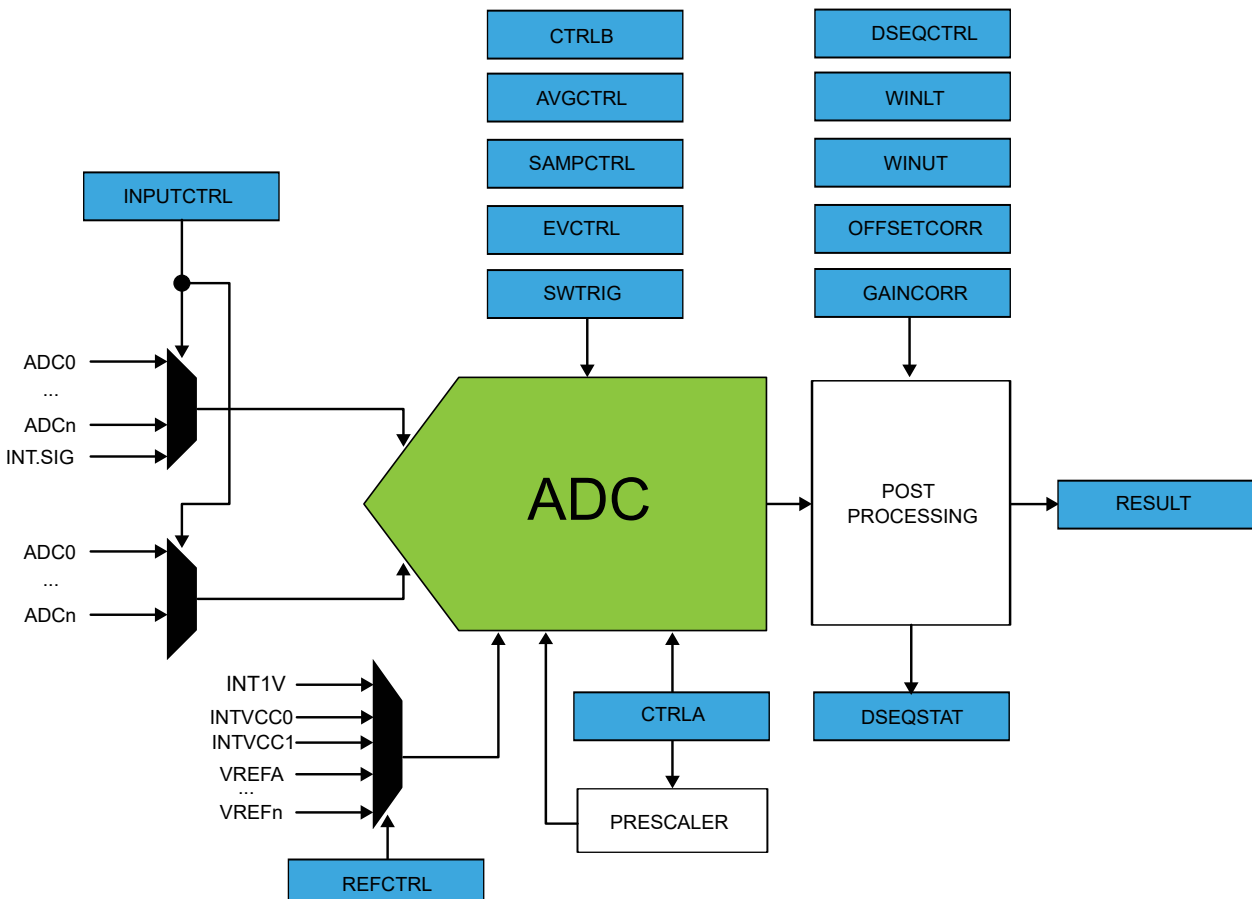 CTRLB
DSEQCTRL
AVGCTRL
WINLT
SAMPCTRL
WINUT
INPUTCTRL
EVCTRL
OFFSETCORR
SWTRIG
GAINCORR
ADC0
...
ADCn
INT.SIG
ADC
POST
PROCESSING
RESULT
ADC0
...
ADCn
INT1V
INTVCC0
INTVCC1
VREFA
...
VREFn
CTRLA
DSEQSTAT
PRESCALER
REFCTRL